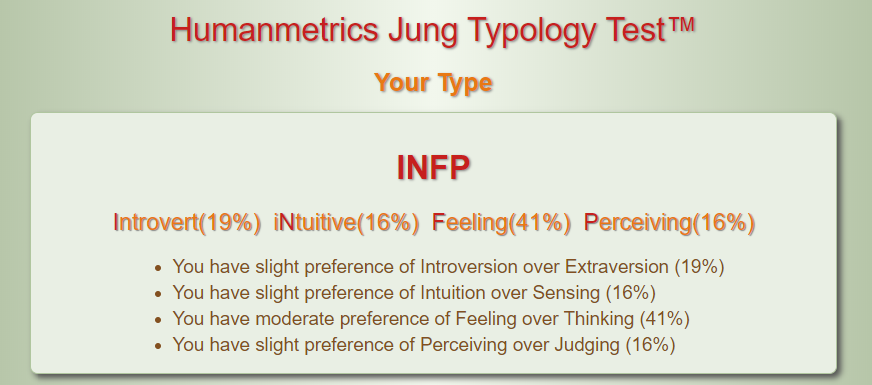 Humanmetrics Jung Typology Test™
Your Type
INFP
Introvert(19%) iNtuitive(16%) Feeling(41%) Perceiving(16%)
• You have slight preference of Introversion over Extraversion (19%)
• You have slight preference of Intuition over Sensing (16%)
• You have moderate preference of Feeling over Thinking (41%)
• You have slight preference of Perceiving over Judging (16%)